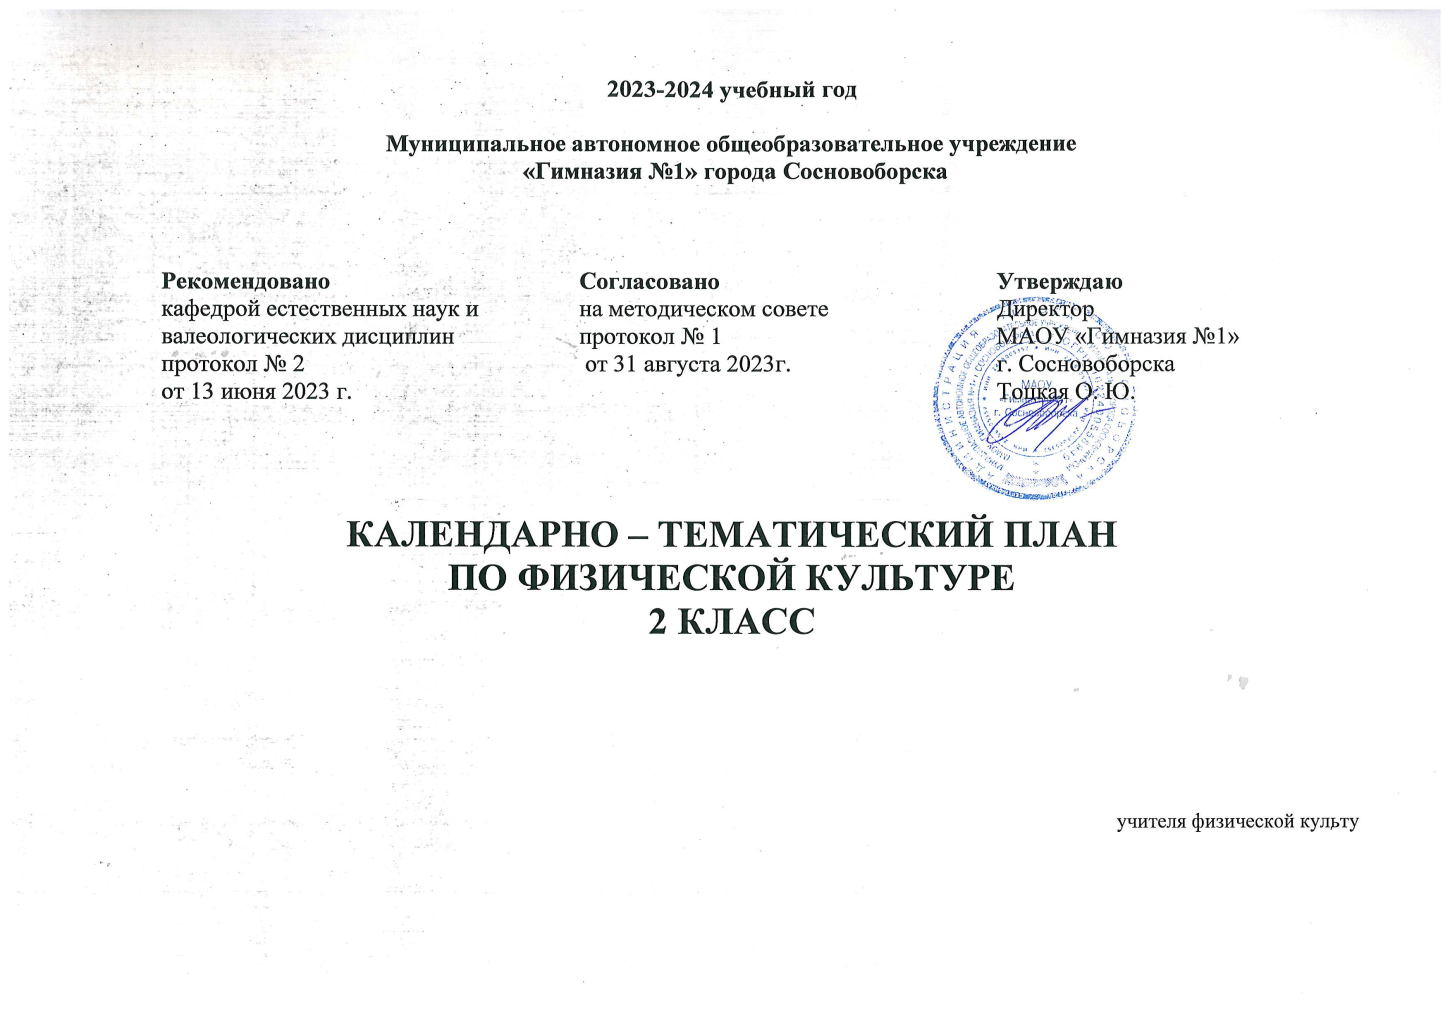 2023-2024 учебный год
Муниципальное автономное общеобразовательное учреждение
«Гимназия №1» города Сосновоборска
Рекомендовано
кафедрой естественных наук и
валеологических дисциплин
протокол № 2
от 13 июня 2023 г.
Согласовано
на методическом совете
протокол № 1
от 31 августа 2023г.
Утверждаю
Директор
МАОУ «Гимназия №1»
г. Сосновоборска
Тоцкая О. Ю.
МАОУ
г. Сосновоборска
КАЛЕНДАРНО – ТЕМАТИЧЕСКИЙ ПЛАН
ПО ФИЗИЧЕСКОЙ КУЛЬТУРЕ
2 КЛАСС
учителя физической культу